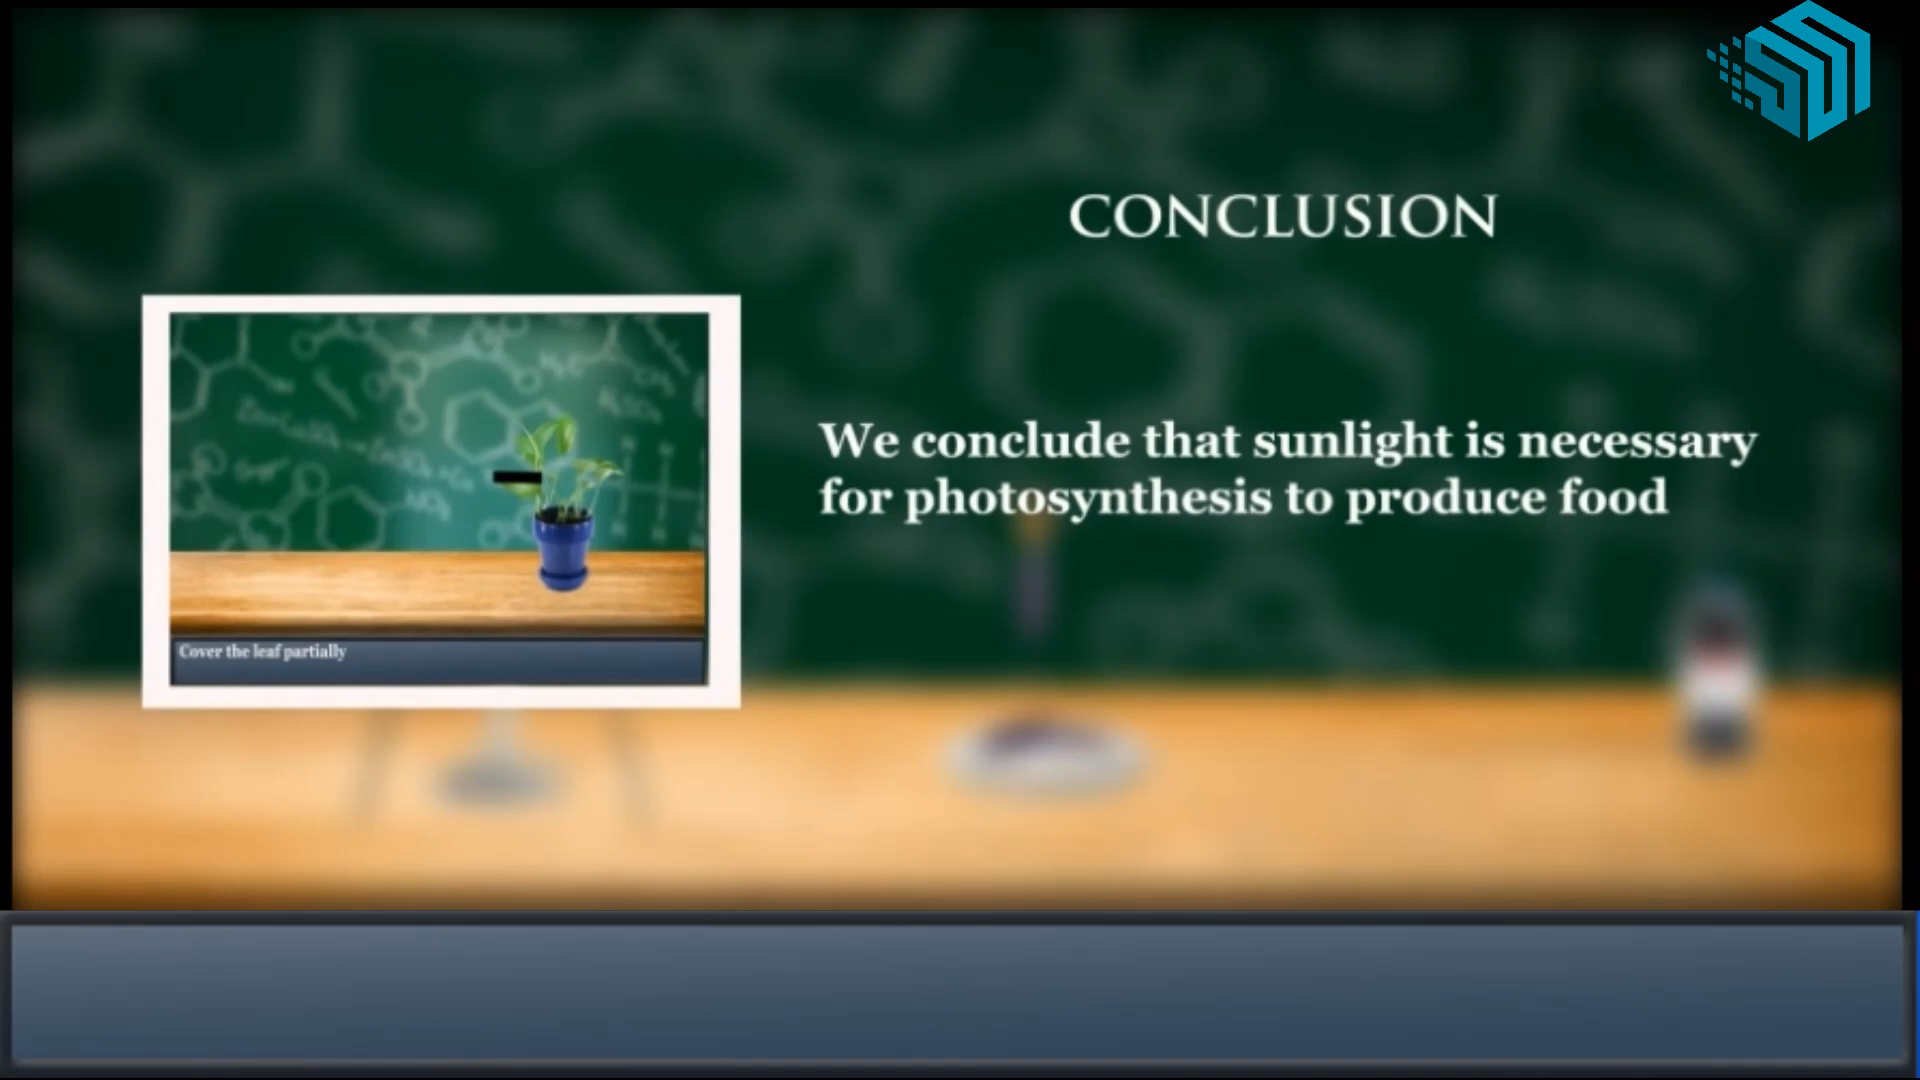 CONCLUSION
We conclude that sunlight is necessary
for photosynthesis to produce food
Cover the leaf partially